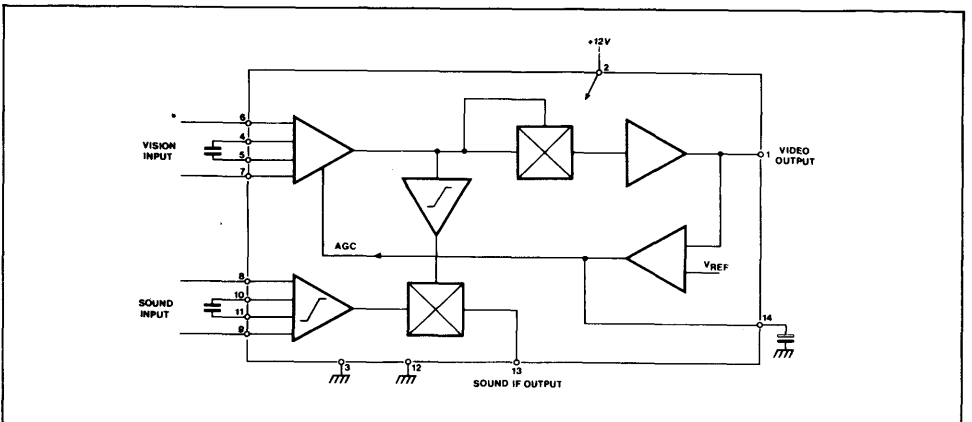 +12V
2
6
4
5
7
VISION
INPUT
1
VIDEO
OUTPUT
AGC
VREF
8
10
11
9
SOUND
INPUT
14
3
12
13
SOUND IF OUTPUT